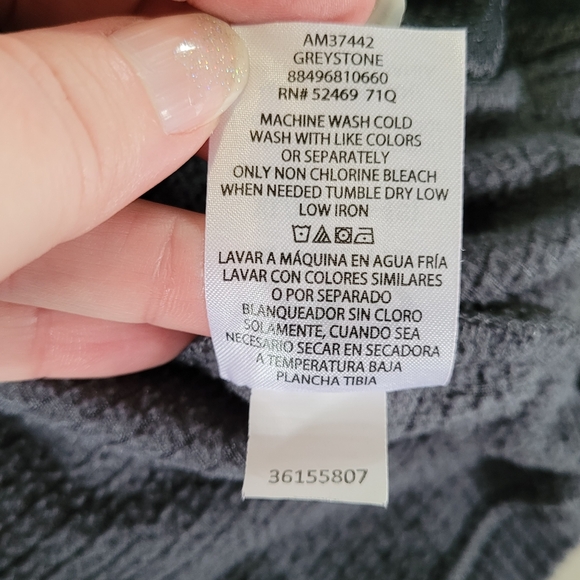 AM37442
GREYSTONE
88496810660
RN# 52469 71Q
MACHINE WASH COLD
WASH WITH LIKE COLORS
OR SEPARATELY
ONLY NON CHLORINE BLEACH
WHEN NEEDED TUMBLE DRY LOW
LOW IRON
LAVAR A MÁQUINA EN AGUA FRÍA
LAVAR CON COLORES SIMILARES
O POR SEPARADO
BLANQUEADOR SIN CLORO
SOLAMENTE, CUANDO SEA
NECESARIO SECAR EN SECADORA
A TEMPERATURA BAJA
PLANCHA TIBIA
36155807